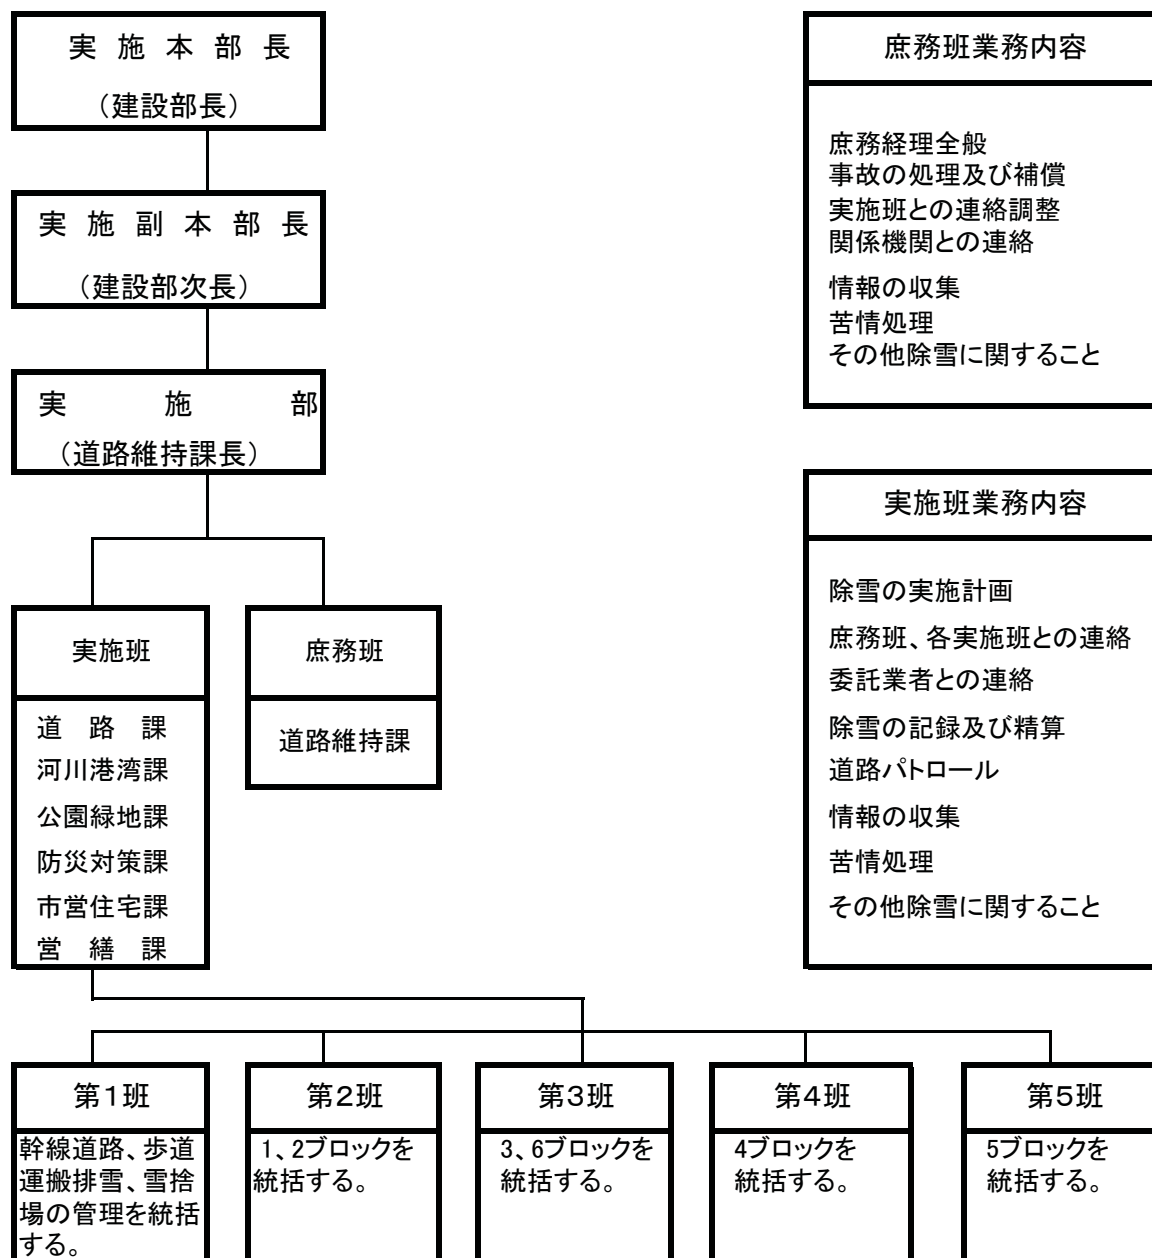 実施本部長
（建設部長）
実施副本部長
（建設部次長）
実施部
（道路維持課長）
実施班
道路課
河川港湾課
公園緑地課
防災対策課
市営住宅課
営繕課
庶務班
道路維持課
庶務班業務内容
庶務経理全般
事故の処理及び補償
実施班との連絡調整
関係機関との連絡
情報の収集
苦情処理
その他除雪に関すること
実施班業務内容
除雪の実施計画
庶務班、各実施班との連絡
委託業者との連絡
除雪の記録及び精算
道路パトロール
情報の収集
苦情処理
その他除雪に関すること
第1班
幹線道路、歩道
運搬排雪、雪捨
場の管理を統括
する。
第2班
1、2ブロックを
統括する。
第3班
3、6ブロックを
統括する。
第4班
4ブロックを
統括する。
第5班
5ブロックを
統括する。